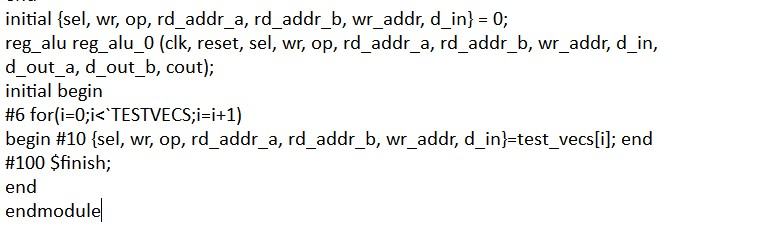 initial {sel, wr, op, rd_addr_a, rd_addr_b, wr_addr, d_in} = 0;
reg_alu reg_alu_0 (clk, reset, sel, wr, op, rd_addr_a, rd_addr_b, wr_addr, d_in,
d_out_a, d_out_b, cout);
initial begin
#6 for(i=0;i<`TESTVECS;i=i+1)
begin #10 {sel, wr, op, rd_addr_a, rd_addr_b, wr_addr, d_in}=test_vecs[i]; end
#100 $finish;
end
endmodule